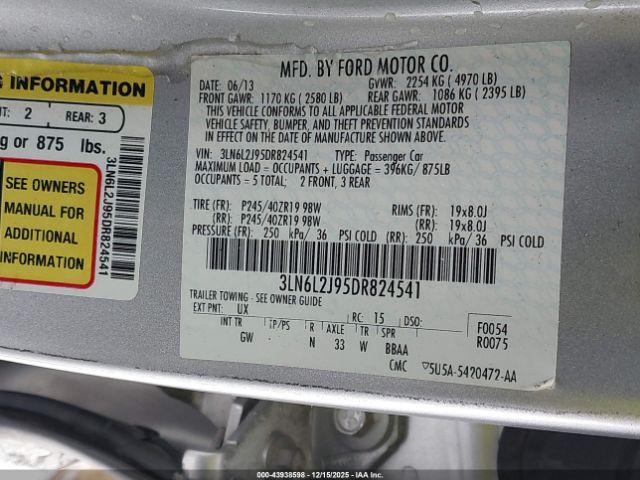 G INFORMATION
NT: 2 REAR: 3
g or 875 lbs.
SEE OWNERS
MANUAL FOR
ADDITIONAL
INFORMATION
3LN6L2J95DR824541
MFD. BY FORD MOTOR CO.
DATE: 06/13 GVWR: 2254 KG ( 4970 LB)
FRONT GAWR: 1170 KG ( 2580 LB) REAR GAWR: 1086 KG ( 2395 LB)
THIS VEHICLE CONFORMS TO ALL APPLICABLE FEDERAL MOTOR
VEHICLE SAFETY, BUMPER, AND THEFT PREVENTION STANDARDS
IN EFFECT ON THE DATE OF MANUFACTURE SHOWN ABOVE.
VIN: 3LN6L2J95DR824541 TYPE: Passenger Car
MAXIMUM LOAD = OCCUPANTS + LUGGAGE = 396KG/ 875LB
OCCUPANTS = 5 TOTAL; 2 FRONT, 3 REAR
TIRE (FR): P245/40ZR19 98W RIMS (FR): 19x8.0J
(RR): P245/40ZR19 98W (RR): 19x8.0J
PRESSURE (FR): 250 kPa/ 36 PSI COLD (RR): 250 kPa/ 36 PSI COLD
3LN6L2J95DR824541
TRAILER TOWING - SEE OWNER GUIDE
EXT PNT: UX RC: 15 DSO: F0054
INT TR TP/PS R AXLE TR SPR R0075
GW N 33 W BBAA
CMC ▽5U5A-5420472-AA
000-43938598 12/15/2025 - IAA, Inc.